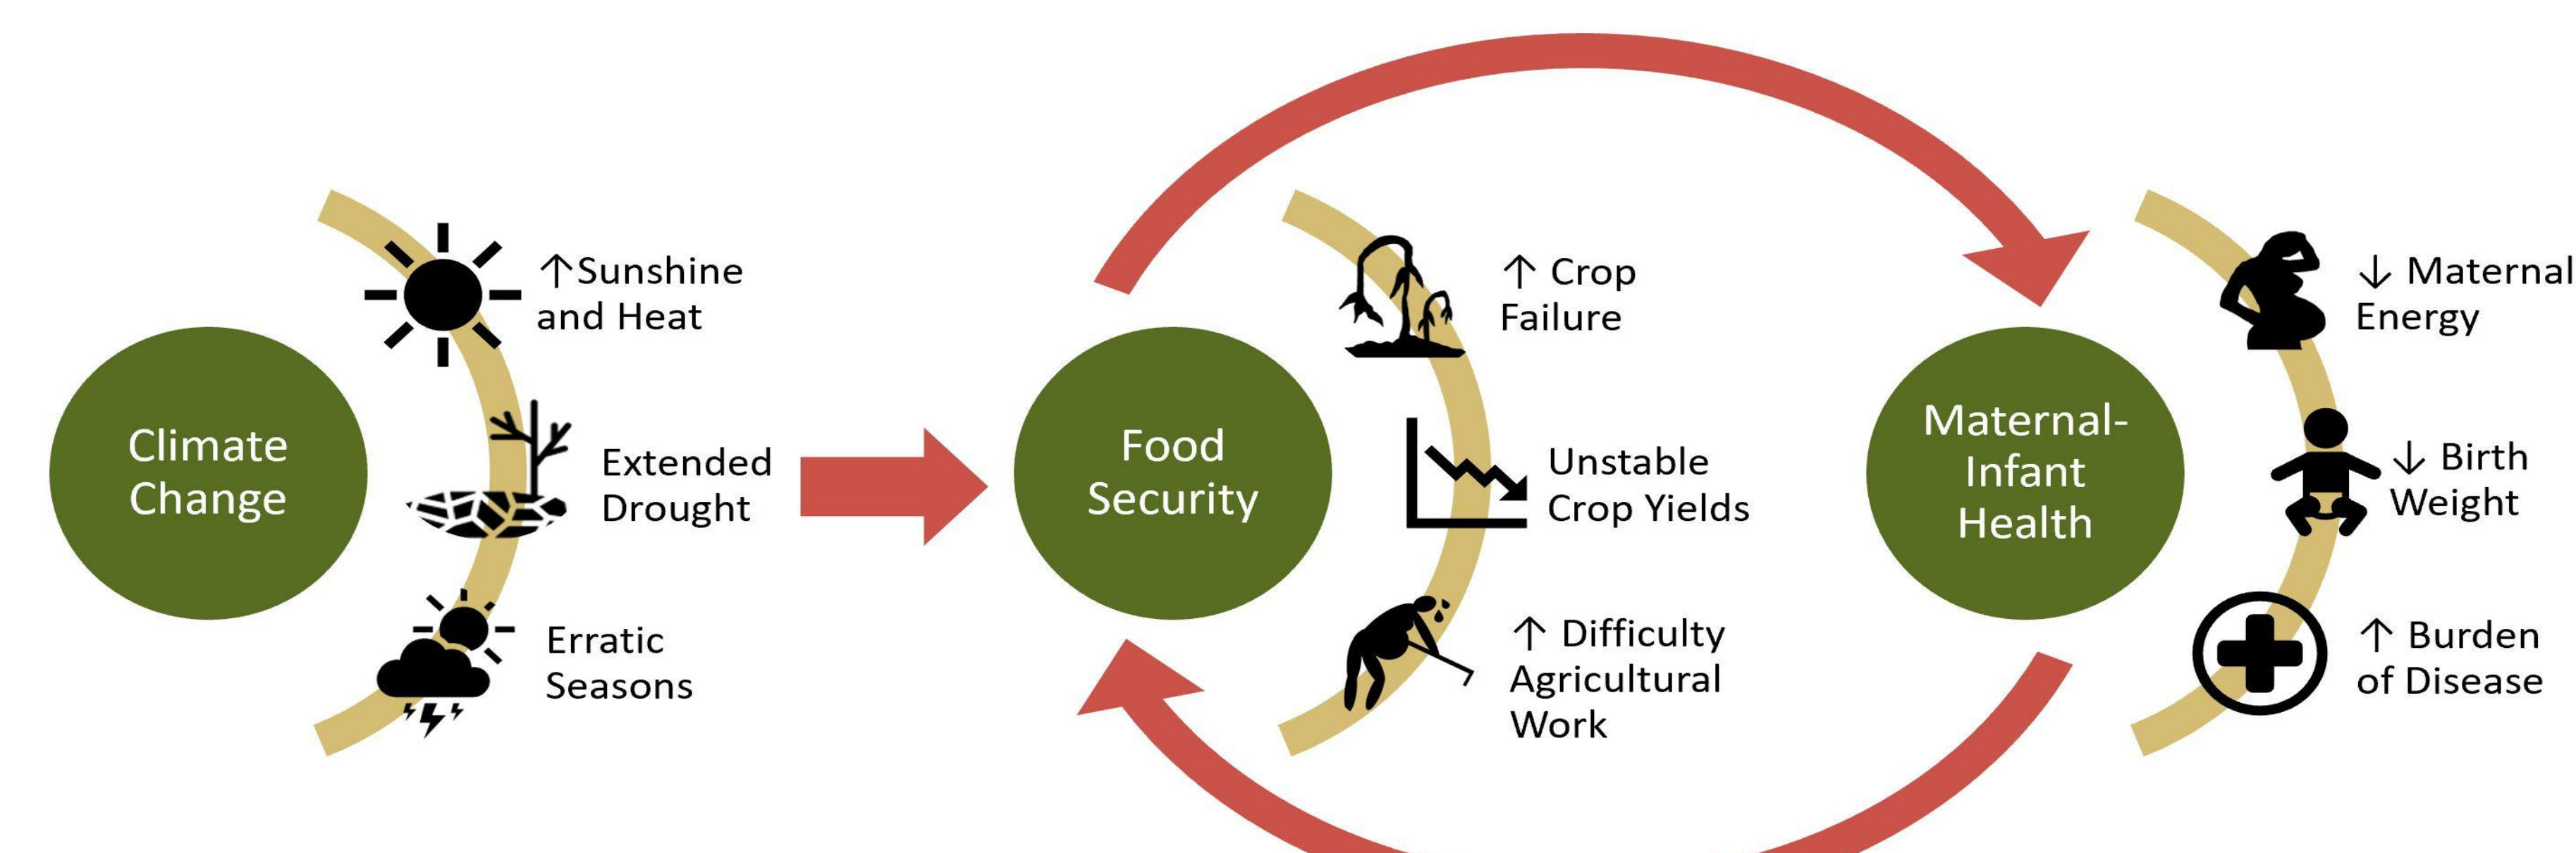 Climate
Change
↑Sunshine
and Heat
Extended
Drought
Erratic
Seasons
Food
Security
↑ Crop
Failure
Unstable
Crop Yields
↑ Difficulty
Agricultural
Work
Maternal-
Infant
Health
↓ Maternal
Energy
↓ Birth
Weight
↑ Burden
of Disease